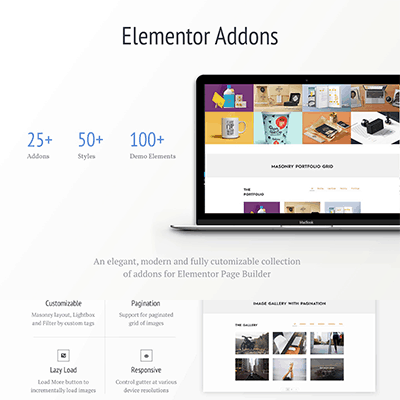 Elementor Addons
25+
Addons
50+
Styles
100+
Demo Elements
MASONRY PORTFOLIO GRID
THE
PORTFOLIO
MacBook
An elegant, modern and fully cutomizable collection
of addons for Elementor Page Builder
Customizable
Masonry layout, Lightbox
and Filter by custom tags
Pagination
Support for paginated
grid of images
Lazy Load
Load More button to
incrementally load images
Responsive
Control gutter at various
device resolutions
IMAGE GALLERY WITH PAGINATION
THE GALLERY